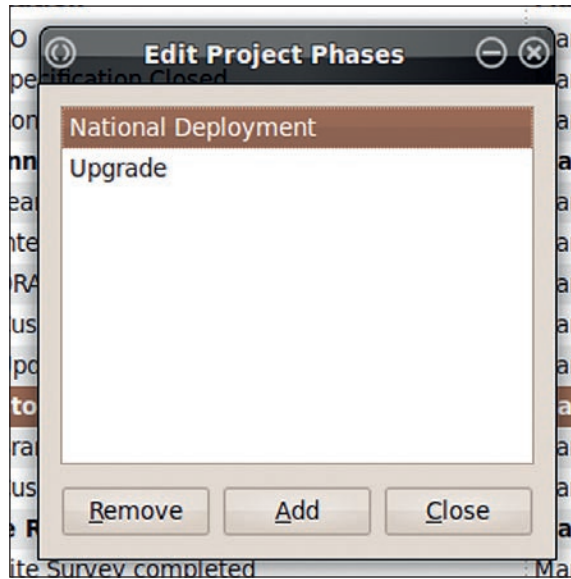 Edit Project Phases
pecification Closed
National Deployment
Upgrade
Remove
Add
Close
ite Survey completed